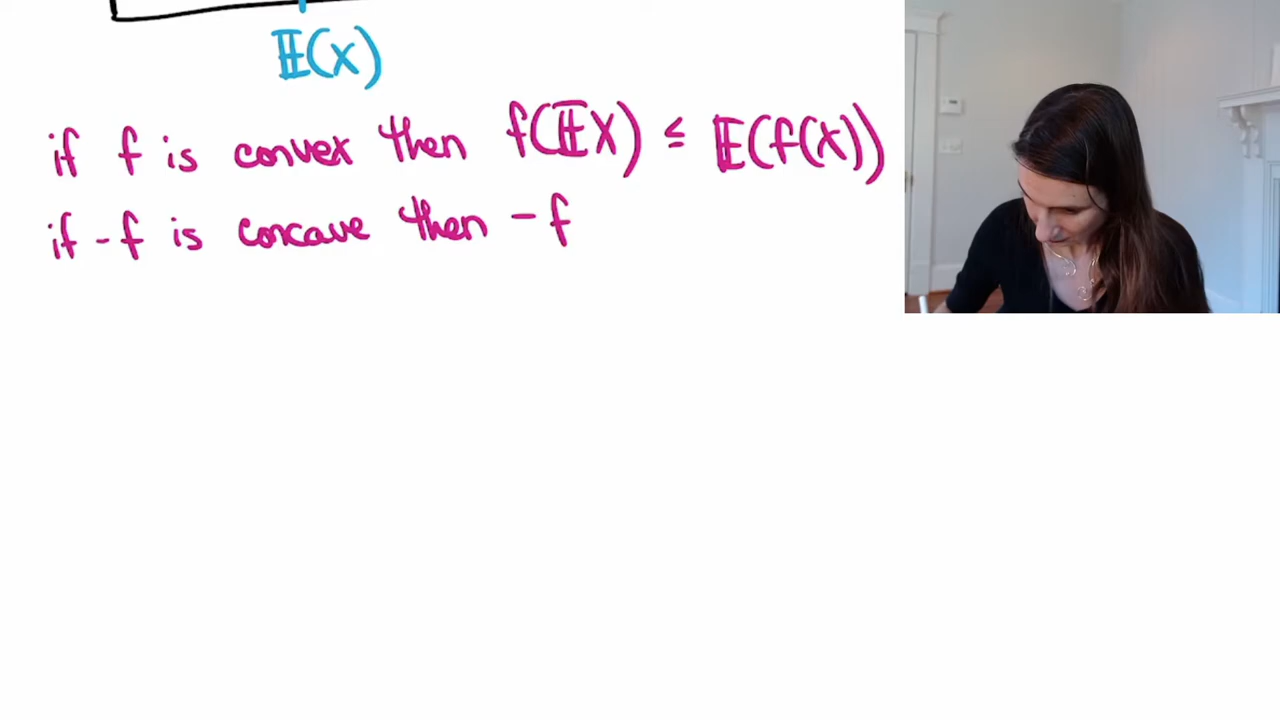 𝔼(x)
if f is convex then f(𝔼X) ≤ 𝔼(f(x))
if -f is concave then -f